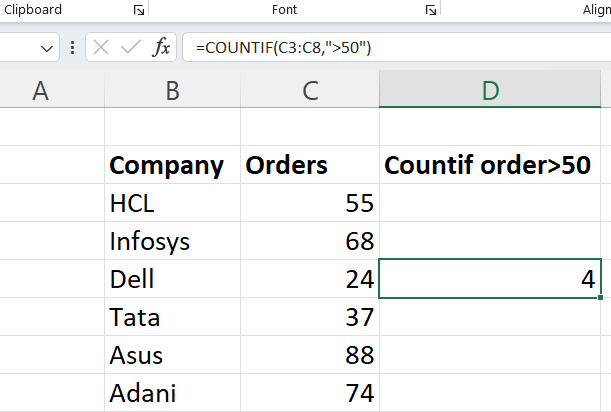 Clipboard Font Align
fx =COUNTIF(C3:C8,">50")
A B C D
Company Orders Countif order>50
HCL 55
Infosys 68
Dell 24 4
Tata 37
Asus 88
Adani 74